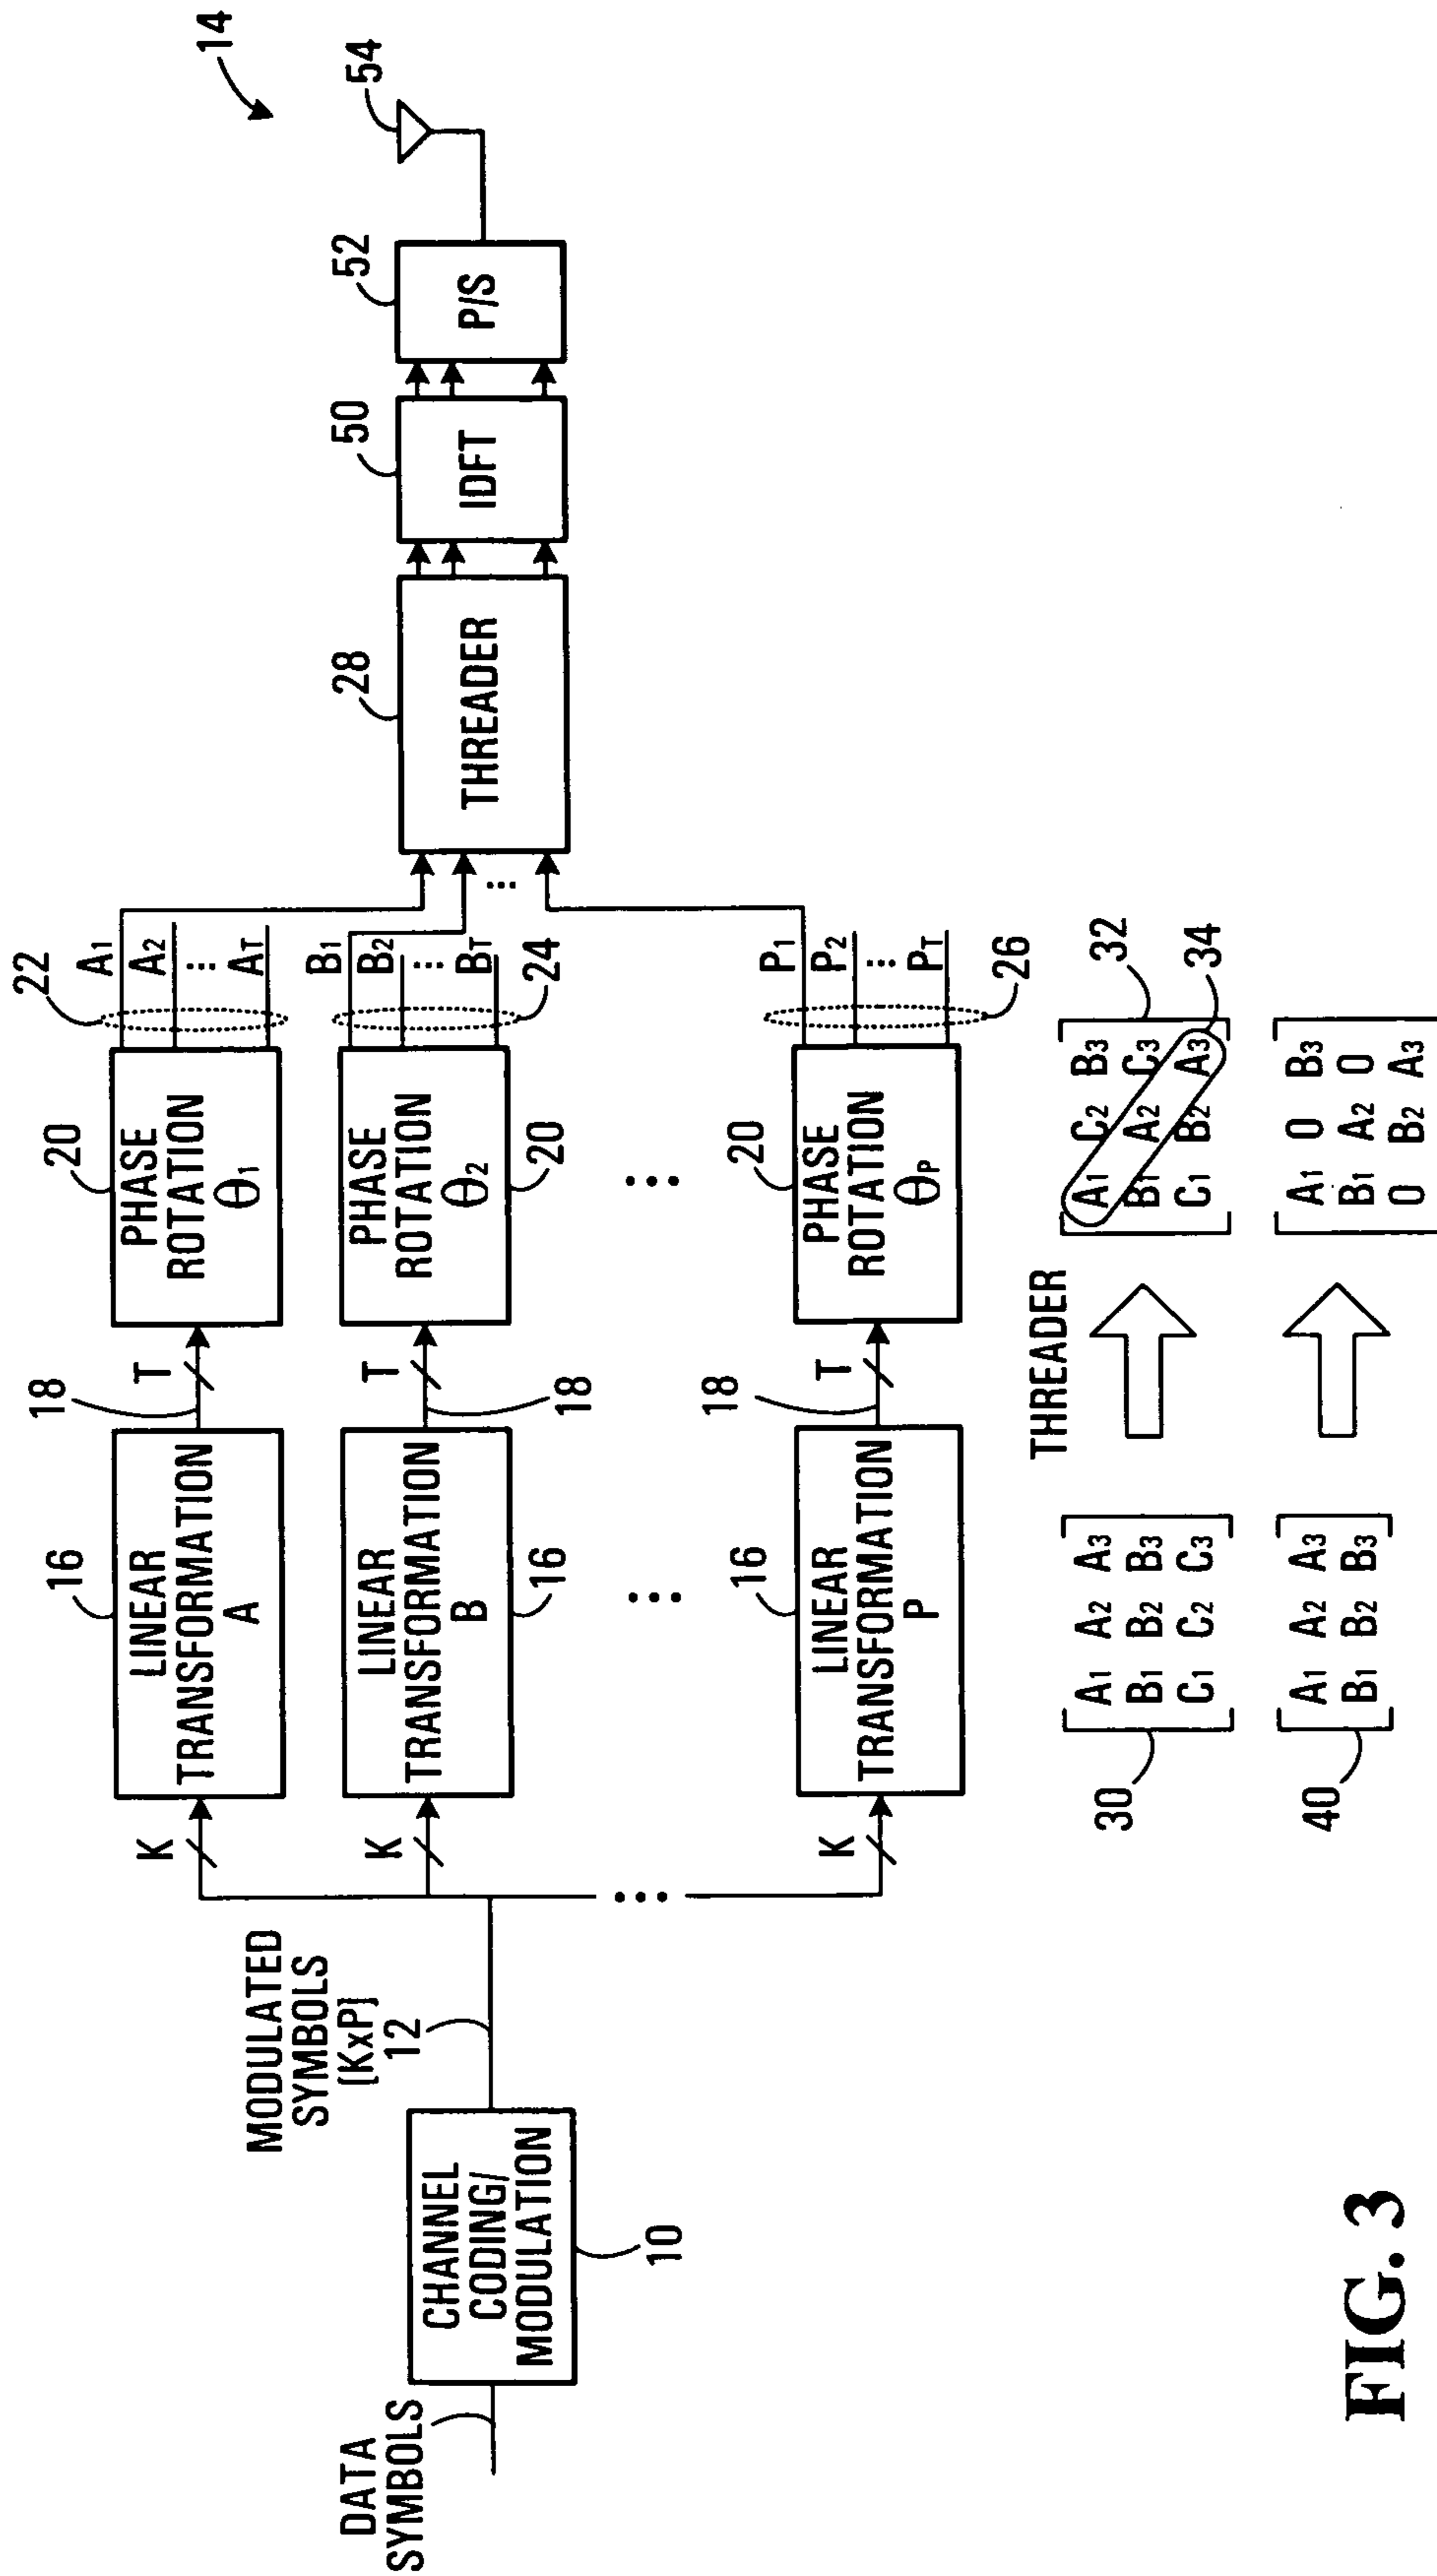 14
DATA
SYMBOLS
CHANNEL
CODING/
MODULATION
10
MODULATED
SYMBOLS
[KxP]
12
K
16
LINEAR
TRANSFORMATION
A
18
T
20
PHASE
ROTATION
θ1
22
A1
A2
...
AT
K
LINEAR
TRANSFORMATION
B
16
T
18
PHASE
ROTATION
θ2
20
B1
B2
...
BT
24
...
...
...
K
16
LINEAR
TRANSFORMATION
P
18
T
20
PHASE
ROTATION
θP
P1
P2
...
PT
26
...
28
THREADER
50
IDFT
52
P/S
54
THREADER
30
A1 A2 A3
B1 B2 B3
C1 C2 C3
A1 C2 B3
B1 A2 C3
C1 B2 A3
32
34
40
A1 A2 A3
B1 B2 B3
A1 0 B3
B1 A2 0
0 B2 A3
FIG. 3